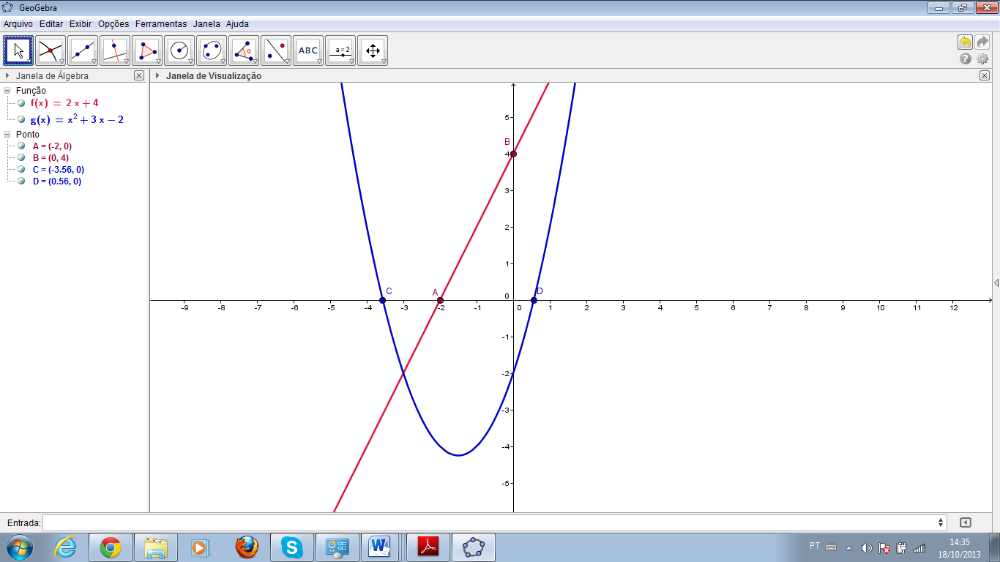 GeoGebra
Arquivo Editar Exibir Opções Ferramentas Janela Ajuda
ABC
a = 2
α
Janela de Álgebra
Janela de Visualização
Função
f(x) = 2 x + 4
g(x) = x² + 3 x − 2
Ponto
A = (-2, 0)
B = (0, 4)
C = (-3.56, 0)
D = (0.56, 0)
5
B
4
3
2
1
C
A
0
D
-9 -8 -7 -6 -5 -4 -3 -2 -1 0 1 2 3 4 5 6 7 8 9 10 11 12
-1
-2
-3
-4
-5
Entrada:
PT
14:35
18/10/2013